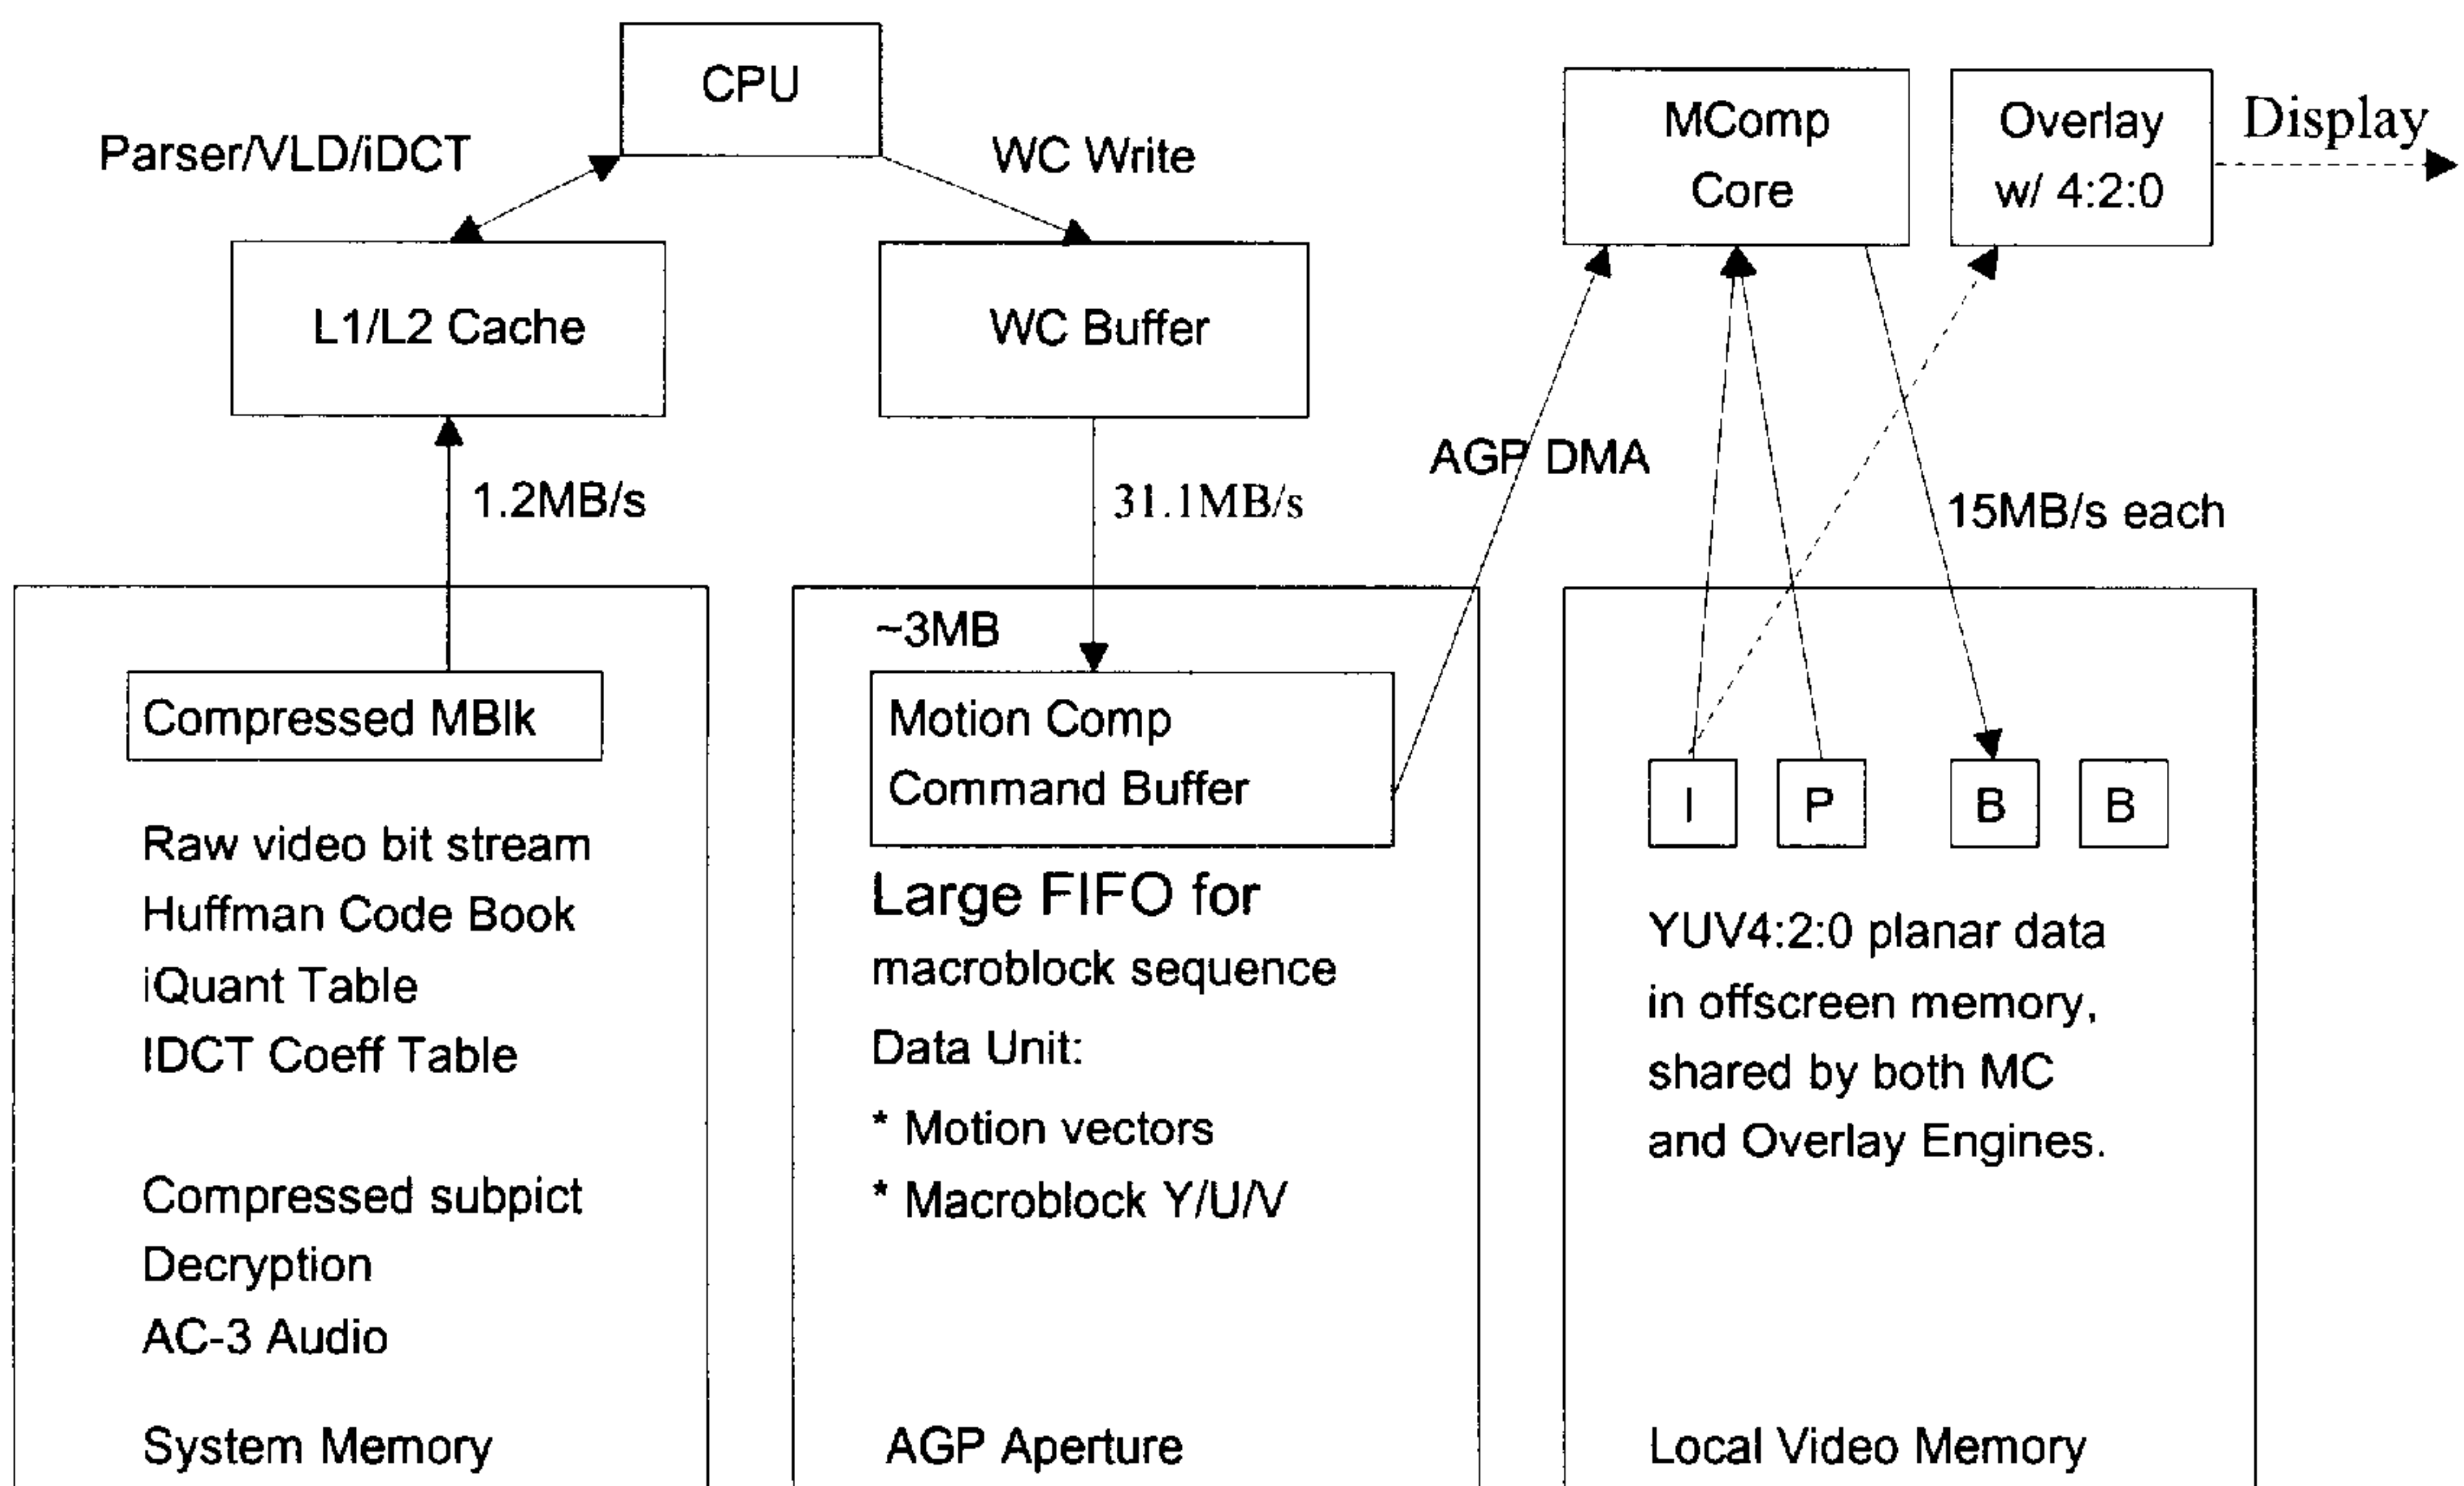 CPU
Parser/VLD/iDCT
WC Write
L1/L2 Cache
WC Buffer
1.2MB/s
31.1MB/s
Compressed MBlk
Raw video bit stream
Huffman Code Book
iQuant Table
IDCT Coeff Table
Compressed subpict
Decryption
AC-3 Audio
System Memory
~3MB
Motion Comp
Command Buffer
Large FIFO for
macroblock sequence
Data Unit:
* Motion vectors
* Macroblock Y/U/V
AGP Aperture
AGP DMA
MComp
Core
Overlay
w/ 4:2:0
Display
15MB/s each
I
P
B
B
YUV4:2:0 planar data
in offscreen memory,
shared by both MC
and Overlay Engines.
Local Video Memory